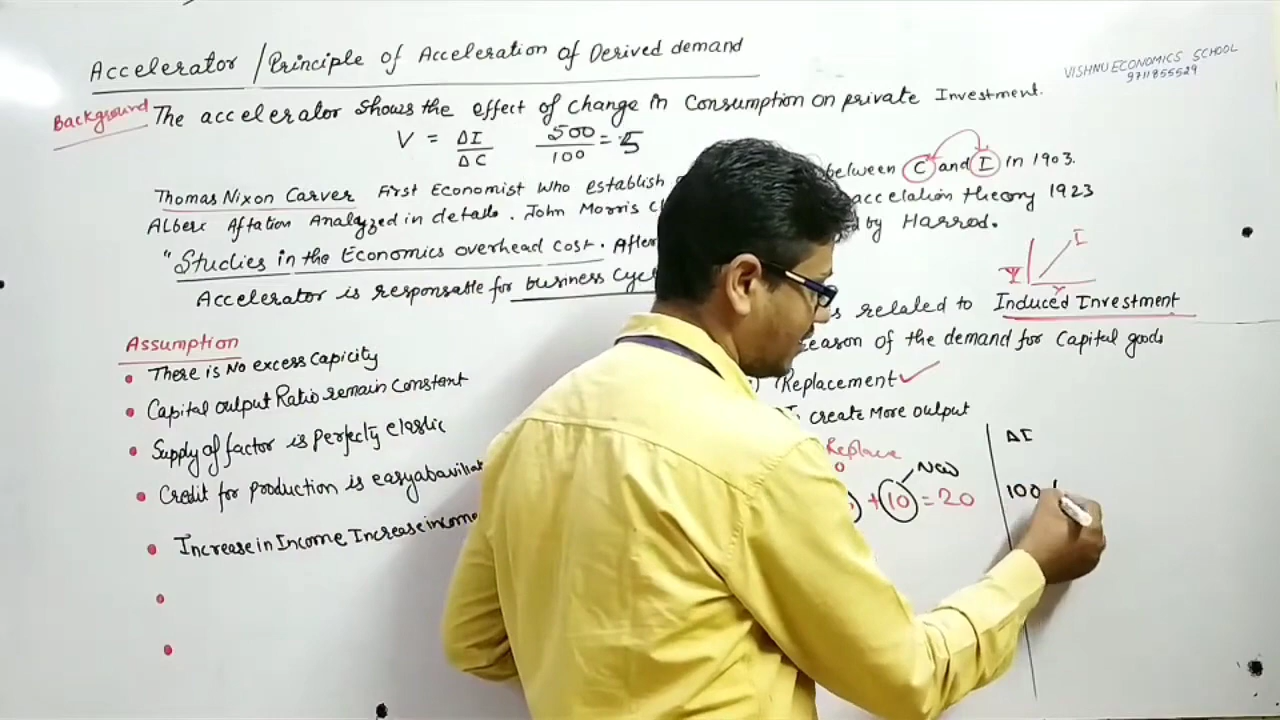 Accelerator / Principle of Acceleration of Derived demand
VISHNU ECONOMICS SCHOOL
9711855529
Background The accelerator shows the effect of change in Consumption on private Investment.
V = ΔI/ΔC 500/100 = 5
Thomas Nixon Carver First Economist who establish between C and I in 1903.
Albert Aftation Analyzed in details. John Morris accelation theory 1923
"Studies in the Economics overhead cost. After by Harrod.
I
Y
Accelerator is responsable for business Cycle
related to Induced Investment
reason of the demand for Capital goods
Replacement ✓
create More output
Assumption
• There is No excess Capicity
• Capital output Ratio remain Constant
• Supply of factor is perfectly elastic
• Credit for production is easy
• Increase in Income Increase income
Replace
New
+ 10 = 20
ΔI
100